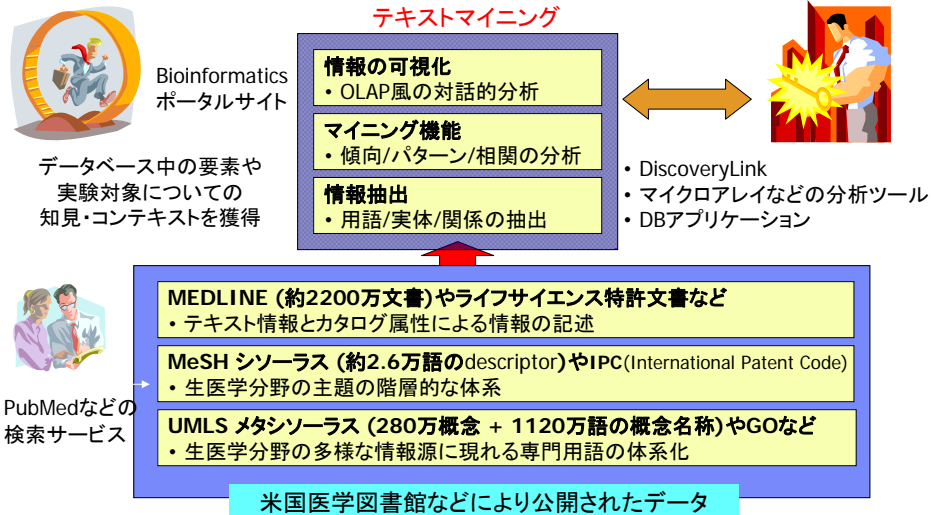 テキストマイニング
Bioinformatics
ポータルサイト
データベース中の要素や
実験対象についての
知見・コンテキストを獲得
情報の可視化
• OLAP風の対話的分析
マイニング機能
• 傾向/パターン/相関の分析
情報抽出
• 用語/実体/関係の抽出
• DiscoveryLink
• マイクロアレイなどの分析ツール
• DBアプリケーション
PubMedなどの
検索サービス
MEDLINE (約2200万文書)やライフサイエンス特許文書など
• テキスト情報とカタログ属性による情報の記述
MeSH シソーラス (約2.6万語のdescriptor)やIPC(International Patent Code)
• 生医学分野の主題の階層的な体系
UMLS メタシソーラス (280万概念 + 1120万語の概念名称)やGOなど
• 生医学分野の多様な情報源に現れる専門用語の体系化
米国医学図書館などにより公開されたデータ